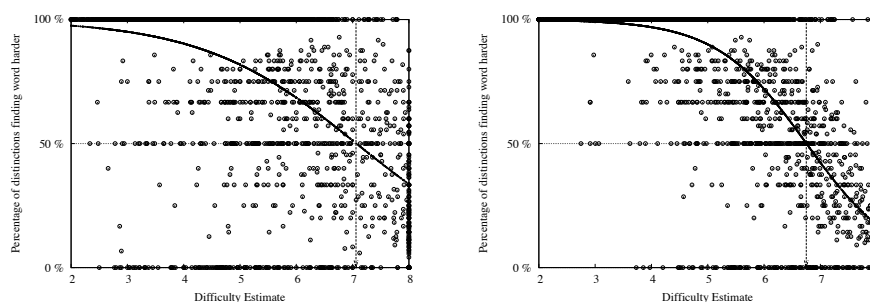 100 %
50 %
0 %
Percentage of distinctions finding word harder
2 3 4 5 6 7 8
Difficulty Estimate
100 %
50 %
0 %
Percentage of distinctions finding word harder
2 3 4 5 6 7
Difficulty Estimate